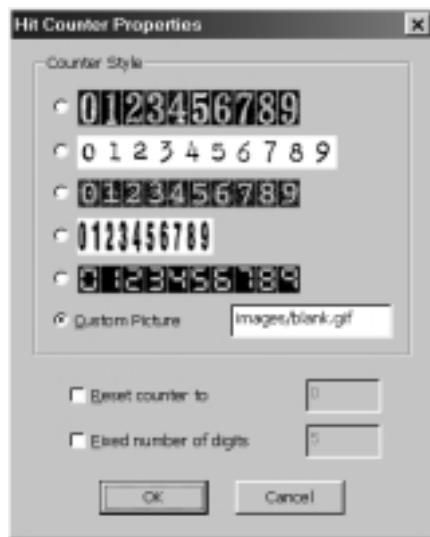 Hit Counter Properties
Counter Style
0123456789
0 1 2 3 4 5 6 7 8 9
0123456789
0123456789
0123456789
Custom Picture images/blank.gif
Reset counter to 0
Fixed number of digits 5
OK Cancel